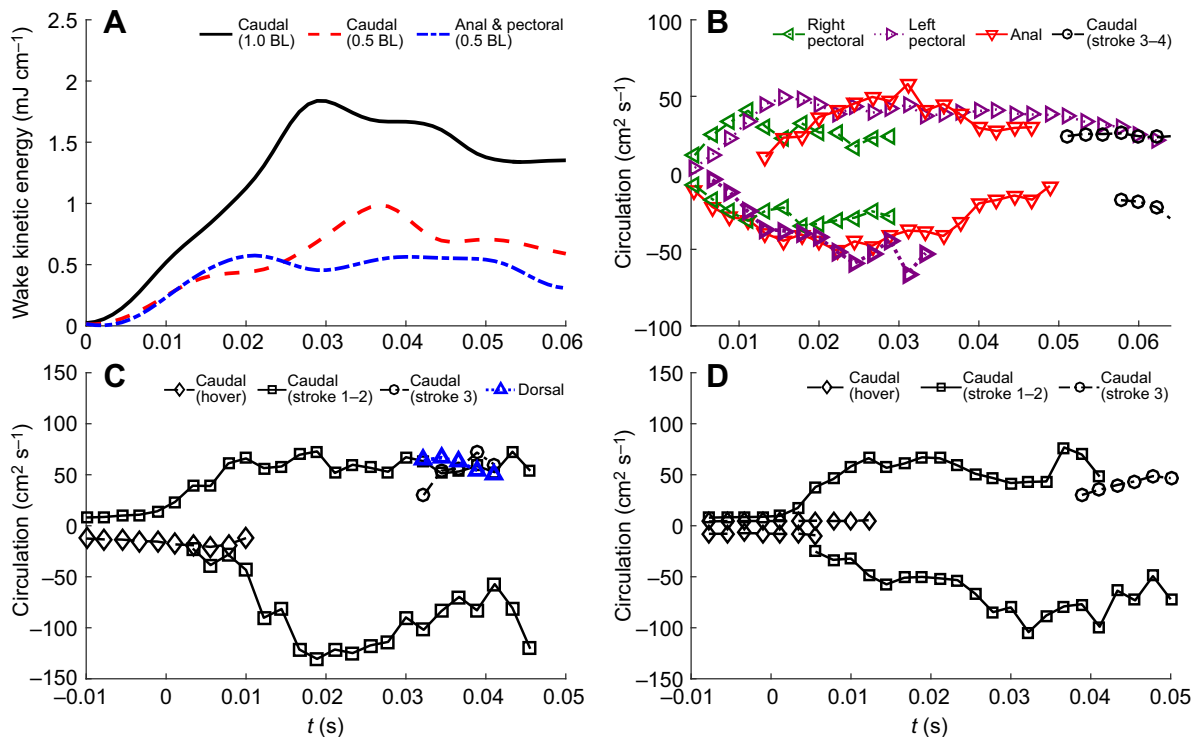 A
Caudal
(1.0 BL)
Caudal
(0.5 BL)
Anal & pectoral
(0.5 BL)
2.5
2
1.5
1
0.5
0
Wake kinetic energy (mJ cm⁻¹)
0 0.01 0.02 0.03 0.04 0.05 0.06
B
Right
pectoral
Left
pectoral
Anal
Caudal
(stroke 3–4)
100
50
0
–50
–100
Circulation (cm² s⁻¹)
0.01 0.02 0.03 0.04 0.05 0.06
C
Caudal
(hover)
Caudal
(stroke 1–2)
Caudal
(stroke 3)
Dorsal
150
100
50
0
–50
–100
–150
Circulation (cm² s⁻¹)
–0.01 0 0.01 0.02 0.03 0.04 0.05
t (s)
D
Caudal
(hover)
Caudal
(stroke 1–2)
Caudal
(stroke 3)
150
100
50
0
–50
–100
–150
Circulation (cm² s⁻¹)
–0.01 0 0.01 0.02 0.03 0.04 0.05
t (s)